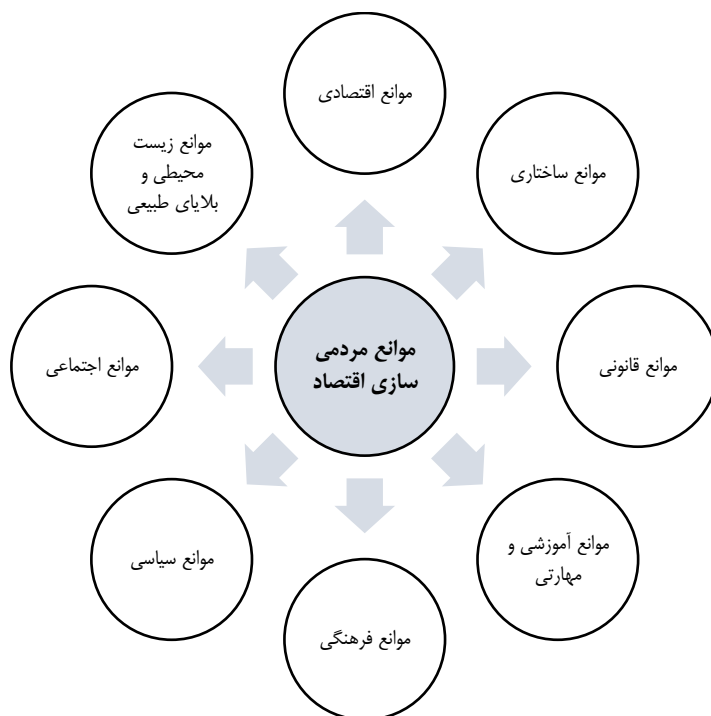 موانع اقتصادی
موانع ساختاری
موانع قانونی
موانع آموزشی و
مهارتی
موانع فرهنگی
موانع سیاسی
موانع اجتماعی
موانع زیست
محیطی و
بلایای طبیعی
موانع مردمی
سازی اقتصاد